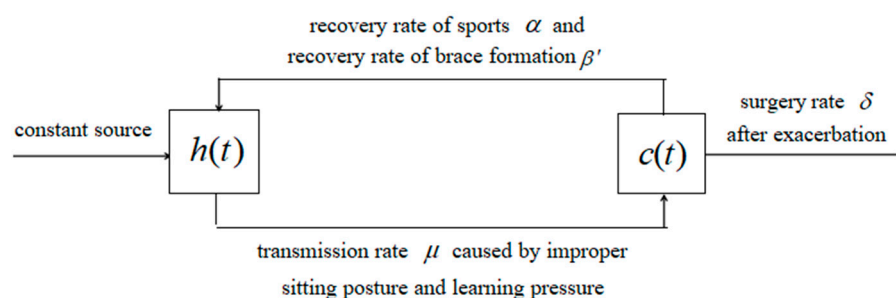 recovery rate of sports α and
recovery rate of brace formation β'
constant source
h(t)
c(t)
surgery rate δ
after exacerbation
transmission rate μ caused by improper
sitting posture and learning pressure